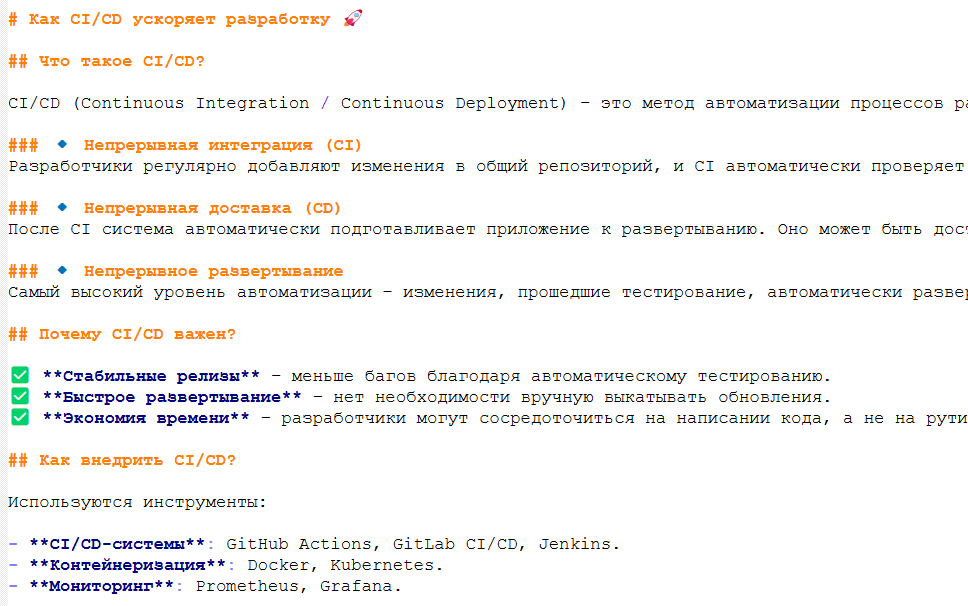 # Как CI/CD ускоряет разработку 🚀
## Что такое CI/CD?
CI/CD (Continuous Integration / Continuous Deployment) – это метод автоматизации процессов
### 🔹 Непрерывная интеграция (CI)
Разработчики регулярно добавляют изменения в общий репозиторий, и CI автоматически проверяет
### 🔹 Непрерывная доставка (CD)
После CI система автоматически подготавливает приложение к развертыванию. Оно может быть
### 🔹 Непрерывное развертывание
Самый высокий уровень автоматизации – изменения, прошедшие тестирование, автоматически
## Почему CI/CD важен?
✅ **Стабильные релизы** – меньше багов благодаря автоматическому тестированию.
✅ **Быстрое развертывание** – нет необходимости вручную выкатывать обновления.
✅ **Экономия времени** – разработчики могут сосредоточиться на написании кода, а не на
## Как внедрить CI/CD?
Используются инструменты:
- **CI/CD-системы**: GitHub Actions, GitLab CI/CD, Jenkins.
- **Контейнеризация**: Docker, Kubernetes.
- **Мониторинг**: Prometheus, Grafana.